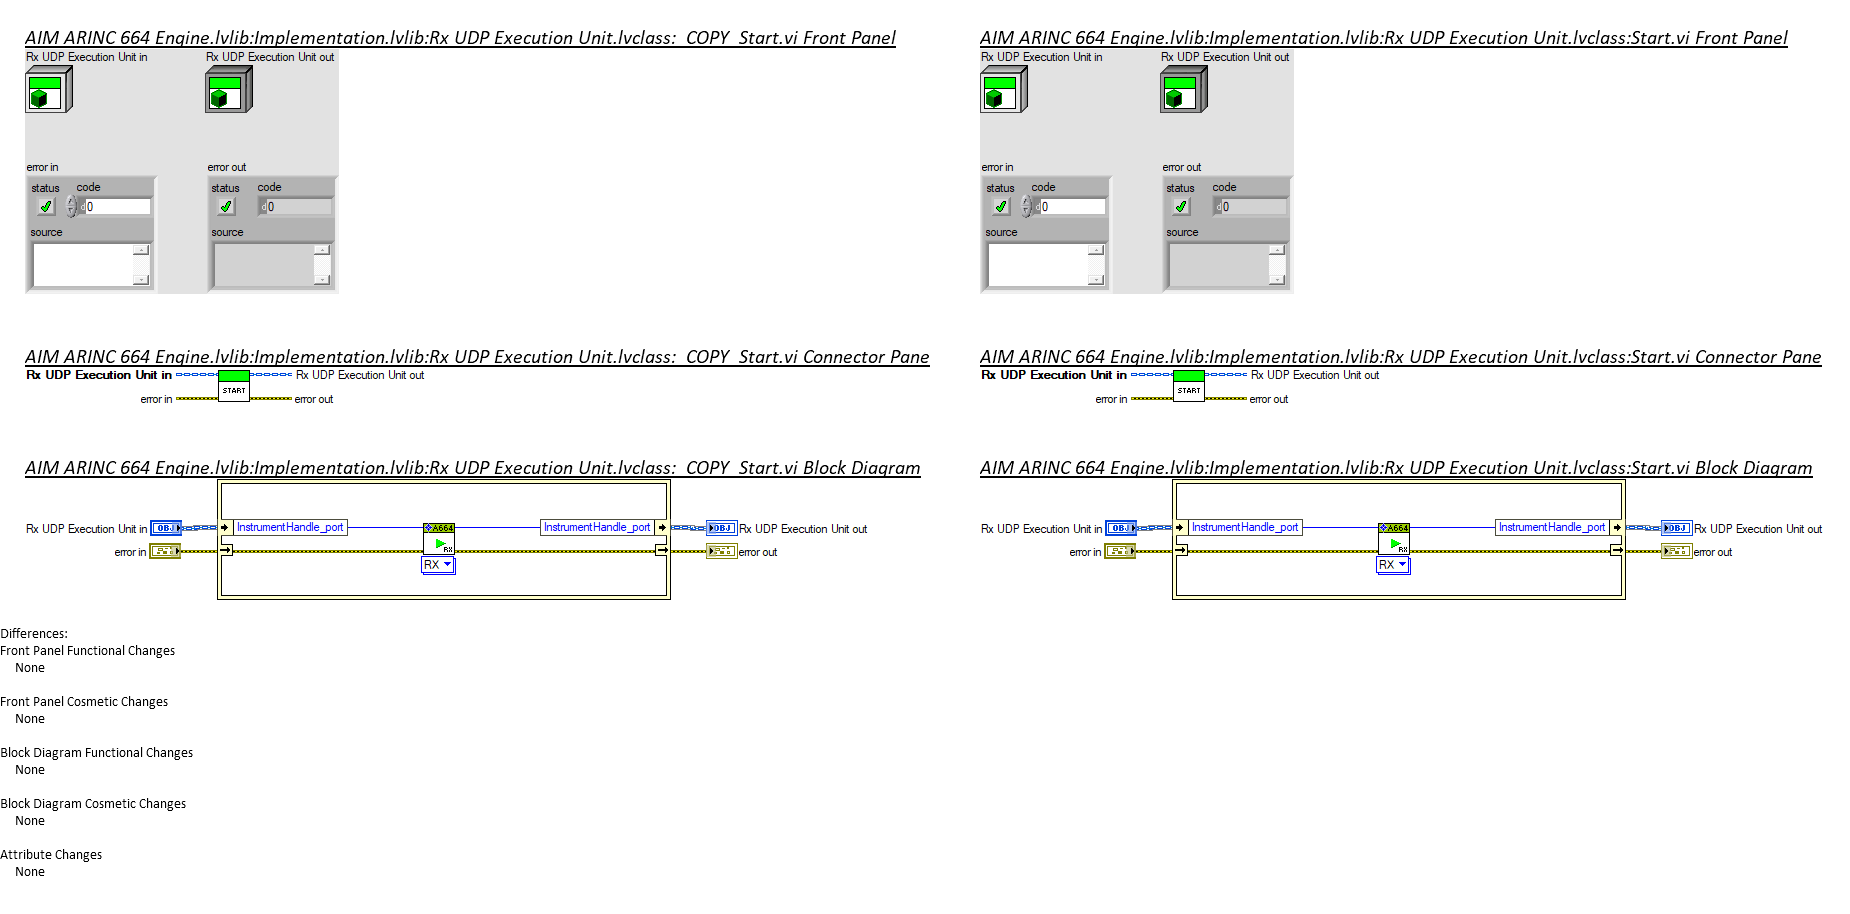 AIM ARINC 664 Engine.lvlib:Implementation.lvlib:Rx UDP Execution Unit.lvclass:_COPY_Start.vi Front Panel
Rx UDP Execution Unit in
Rx UDP Execution Unit out
error in
error out
status code
status code
d 0
d 0
source
source
AIM ARINC 664 Engine.lvlib:Implementation.lvlib:Rx UDP Execution Unit.lvclass:_COPY_Start.vi Connector Pane
Rx UDP Execution Unit in
Rx UDP Execution Unit out
START
error in
error out
AIM ARINC 664 Engine.lvlib:Implementation.lvlib:Rx UDP Execution Unit.lvclass:_COPY_Start.vi Block Diagram
Rx UDP Execution Unit in
OBJ
InstrumentHandle_port
A664
InstrumentHandle_port
OBJ
Rx UDP Execution Unit out
error in
RX
error out
RX
AIM ARINC 664 Engine.lvlib:Implementation.lvlib:Rx UDP Execution Unit.lvclass:Start.vi Front Panel
Rx UDP Execution Unit in
Rx UDP Execution Unit out
error in
error out
status code
status code
d 0
d 0
source
source
AIM ARINC 664 Engine.lvlib:Implementation.lvlib:Rx UDP Execution Unit.lvclass:Start.vi Connector Pane
Rx UDP Execution Unit in
Rx UDP Execution Unit out
START
error in
error out
AIM ARINC 664 Engine.lvlib:Implementation.lvlib:Rx UDP Execution Unit.lvclass:Start.vi Block Diagram
Rx UDP Execution Unit in
OBJ
InstrumentHandle_port
A664
InstrumentHandle_port
OBJ
Rx UDP Execution Unit out
error in
RX
error out
RX
Differences:
Front Panel Functional Changes
None
Front Panel Cosmetic Changes
None
Block Diagram Functional Changes
None
Block Diagram Cosmetic Changes
None
Attribute Changes
None